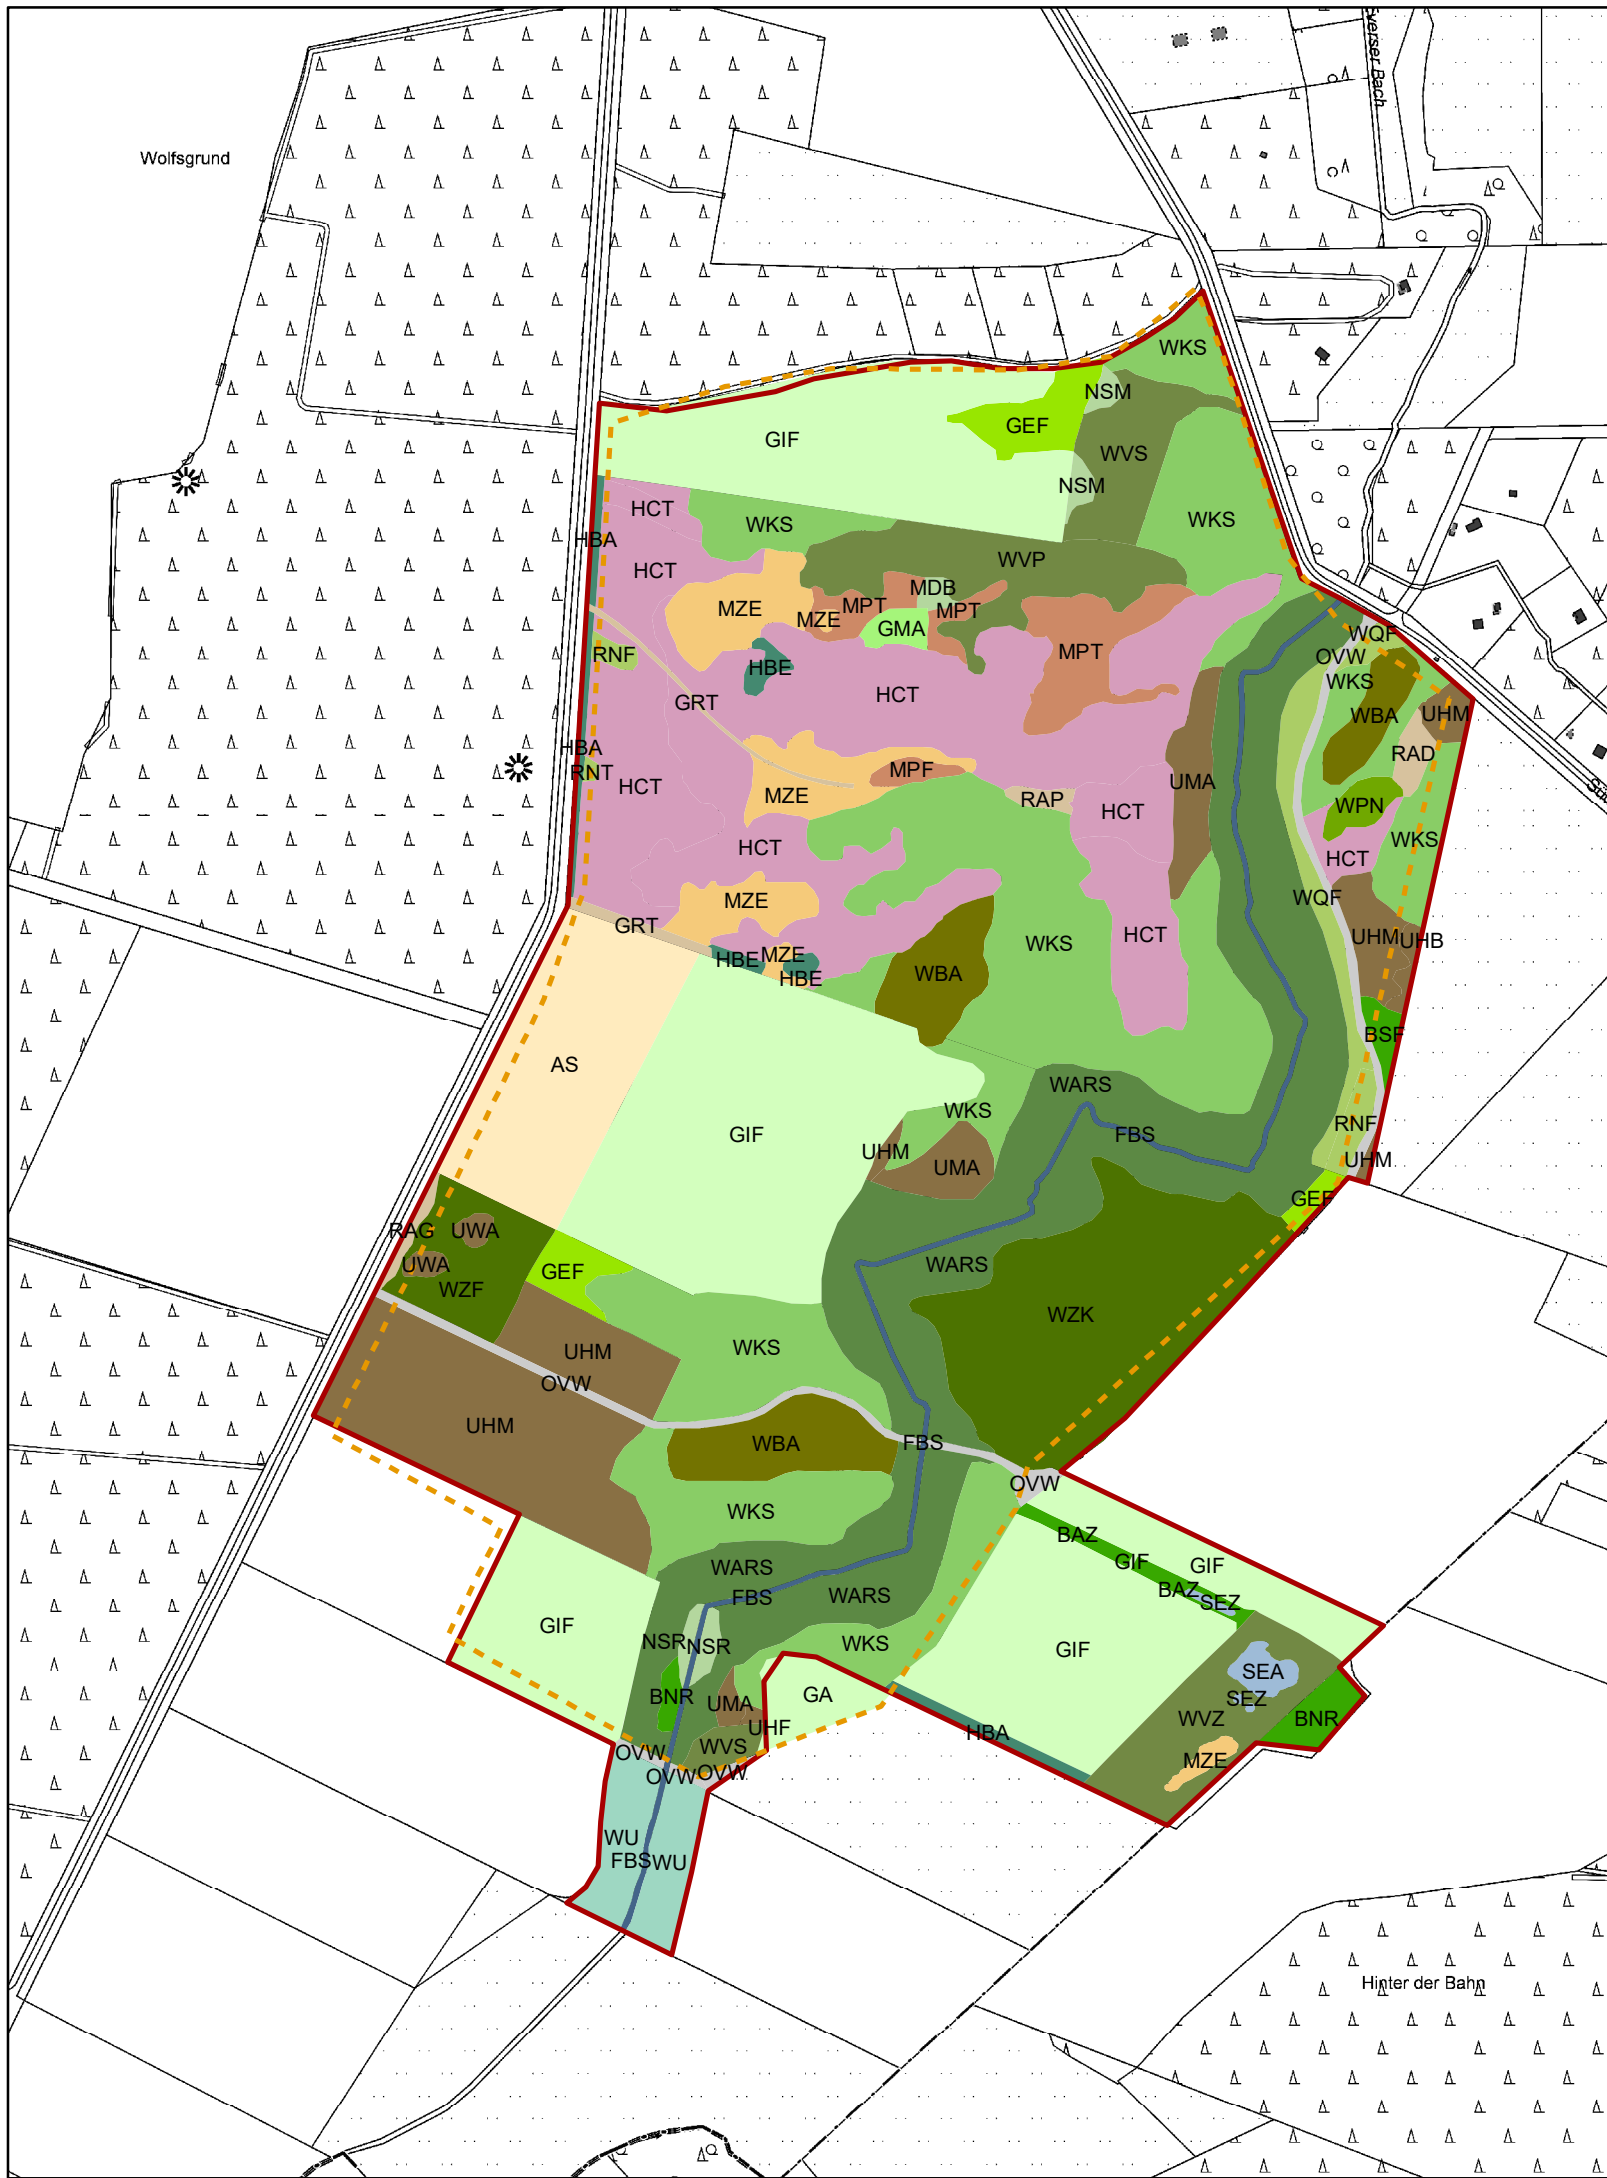 Everser Bach
Wolfsgrund
WKS
NSM
GEF
GIF
WVS
NSM
HCT
WKS
WKS
HBA
WVP
HCT
MDB
MZE
MPT
MPT
MZE
GMA
WQF
RNF
MPT
OVW
HBE
WKS
HCT
GRT
WBA
UHM
HBA
RAD
MPF
RNT
UMA
HCT
MZE
RAP
WPN
HCT
WKS
HCT
HCT
WQF
MZE
GRT
HCT
UHM
UHB
WKS
MZE
HBE
WBA
HBE
BSF
AS
WARS
WKS
RNF
GIF
FBS
UHM
UHM
UMA
GEF
RAG
UWA
UWA
WARS
GEF
WZF
WZK
WKS
UHM
OVW
UHM
WBA
FBS
OVW
WKS
BAZ
GIF
GIF
WARS
BAZ
FBS
WARS
SEZ
GIF
NSR
NSR
WKS
GIF
SEA
BNR
GA
SEZ
UMA
WVZ
BNR
UHF
HBA
WVS
OVW
MZE
OVW
OVW
WU
FBS
WU
Hinter der Bahn